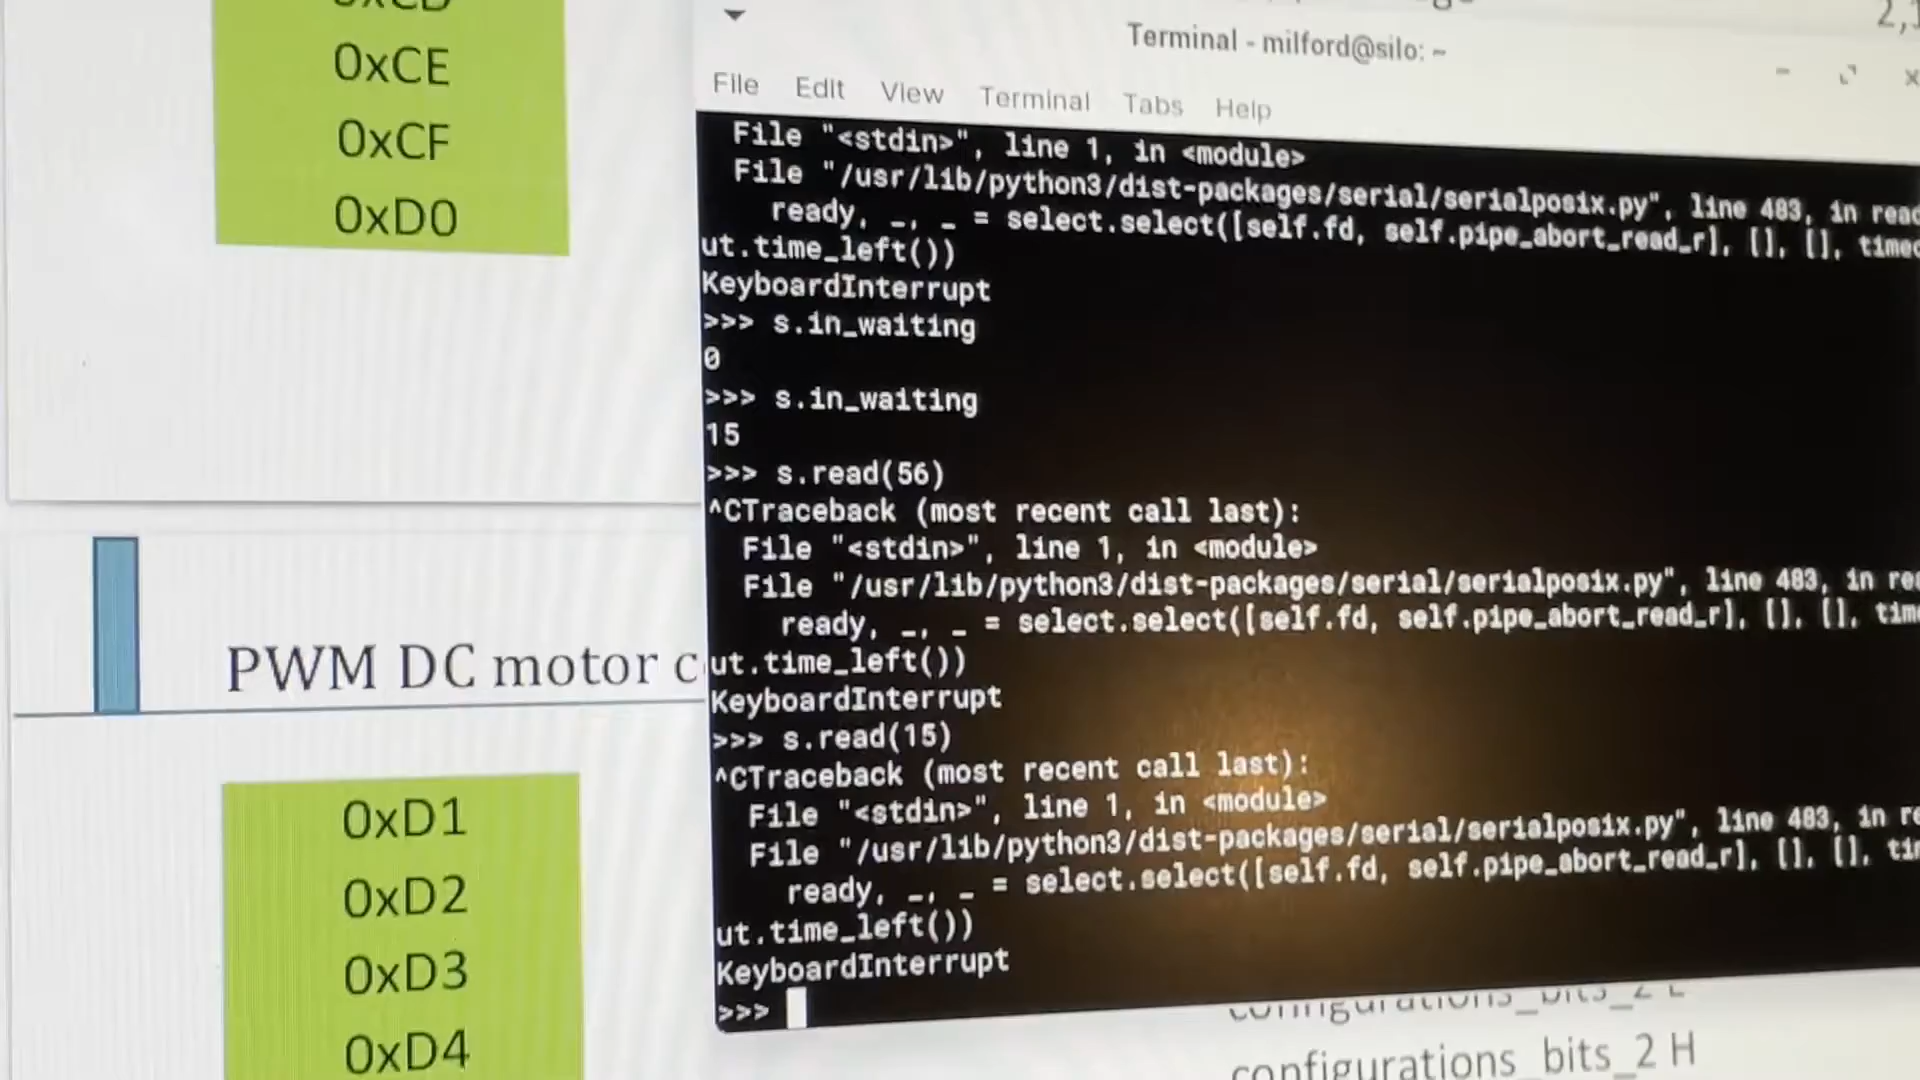 0xCE
0xCF
0xD0
PWM DC motor
0xD1
0xD2
0xD3
0xD4
Terminal - milford@silo: ~
File Edit View Terminal Tabs Help
File "<stdin>", line 1, in <module>
File "/usr/lib/python3/dist-packages/serial/serialposix.py", line 483, in
ready, _, _ = select.select([self.fd, self.pipe_abort_read_r], [], [],
ut.time_left())
KeyboardInterrupt
>>> s.in_waiting
0
>>> s.in_waiting
15
>>> s.read(56)
^CTraceback (most recent call last):
File "<stdin>", line 1, in <module>
File "/usr/lib/python3/dist-packages/serial/serialposix.py", line 483, in
ready, _, _ = select.select([self.fd, self.pipe_abort_read_r], [], [],
ut.time_left())
KeyboardInterrupt
>>> s.read(15)
^CTraceback (most recent call last):
File "<stdin>", line 1, in <module>
File "/usr/lib/python3/dist-packages/serial/serialposix.py", line 483, in
ready, _, _ = select.select([self.fd, self.pipe_abort_read_r], [], [],
ut.time_left())
KeyboardInterrupt
>>>
configurations_bits_2 H